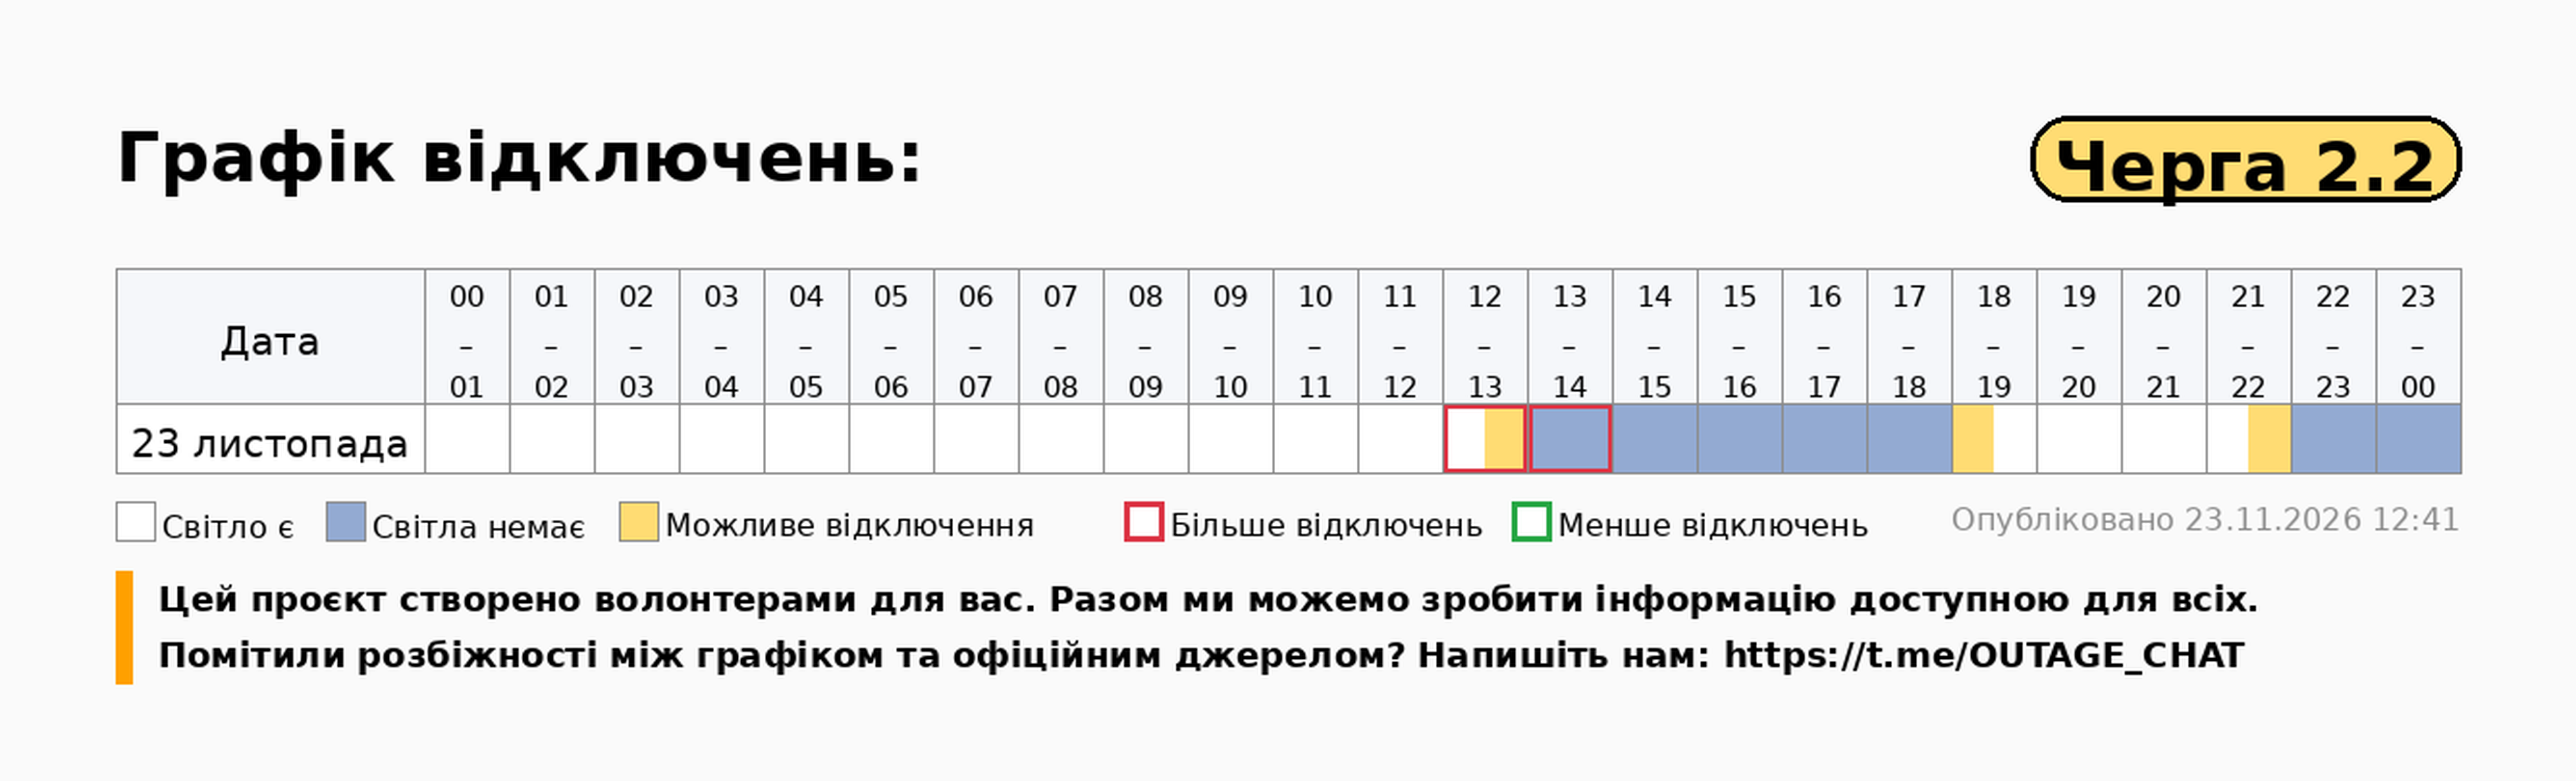 Графік відключень:
Черга 2.2
Дата
00 – 01
01 – 02
02 – 03
03 – 04
04 – 05
05 – 06
06 – 07
07 – 08
08 – 09
09 – 10
10 – 11
11 – 12
12 – 13
13 – 14
14 – 15
15 – 16
16 – 17
17 – 18
18 – 19
19 – 20
20 – 21
21 – 22
22 – 23
23 – 00
23 листопада
Світло є
Світла немає
Можливе відключення
Більше відключень
Менше відключень
Опубліковано 23.11.2026 12:41
Цей проєкт створено волонтерами для вас. Разом ми можемо зробити інформацію доступною для всіх.
Помітили розбіжності між графіком та офіційним джерелом? Напишіть нам: https://t.me/OUTAGE_CHAT